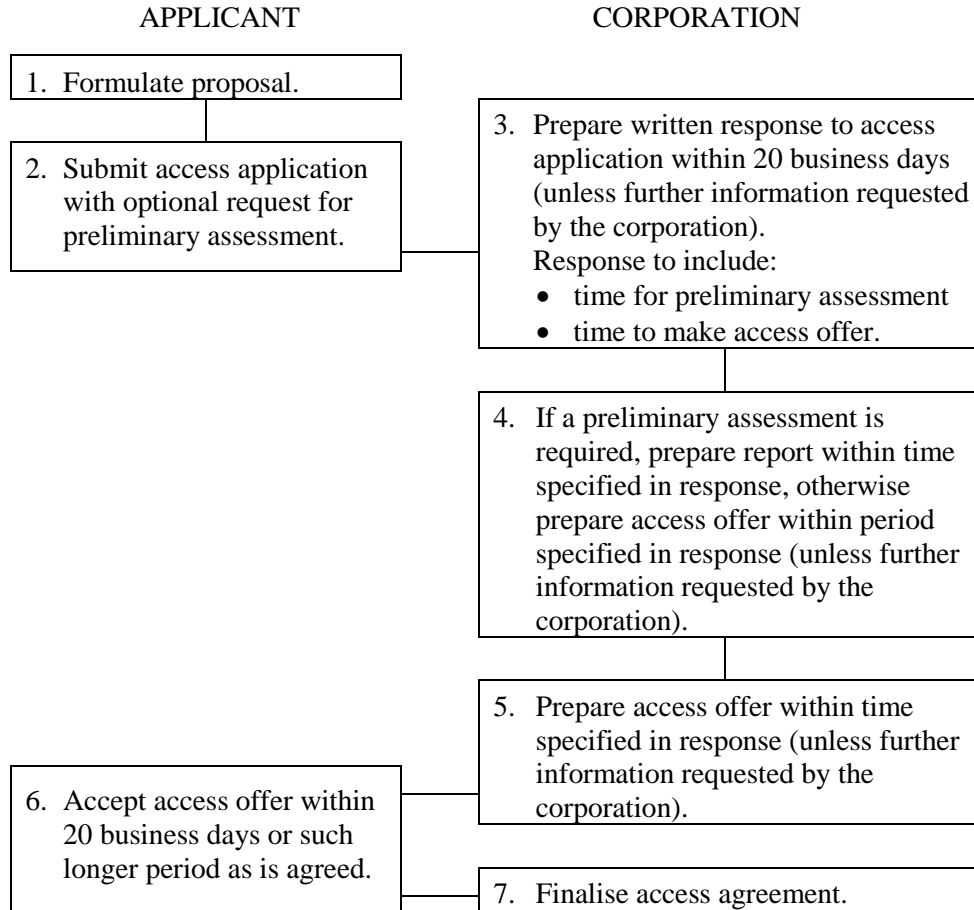 APPLICANT
CORPORATION
1. Formulate proposal.
2. Submit access application
with optional request for
preliminary assessment.
3. Prepare written response to access
application within 20 business days
(unless further information requested
by the corporation).
Response to include:
• time for preliminary assessment
• time to make access offer.
4. If a preliminary assessment is
required, prepare report within time
specified in response, otherwise
prepare access offer within period
specified in response (unless further
information requested by the
corporation).
5. Prepare access offer within time
specified in response (unless further
information requested by the
corporation).
6. Accept access offer within
20 business days or such
longer period as is agreed.
7. Finalise access agreement.